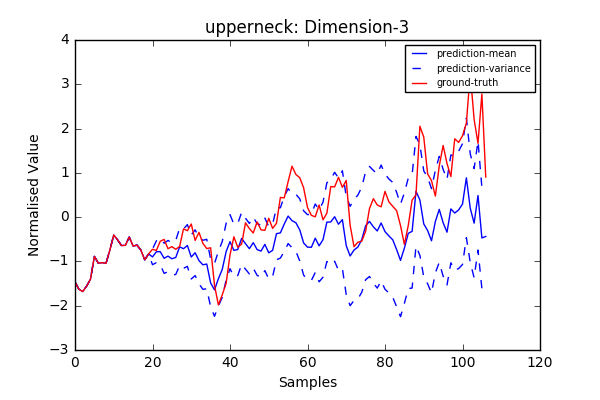 upperneck: Dimension-3
4
3
2
1
0
−1
−2
−3
Normalised Value
prediction-mean
prediction-variance
ground-truth
0 20 40 60 80 100 120
Samples